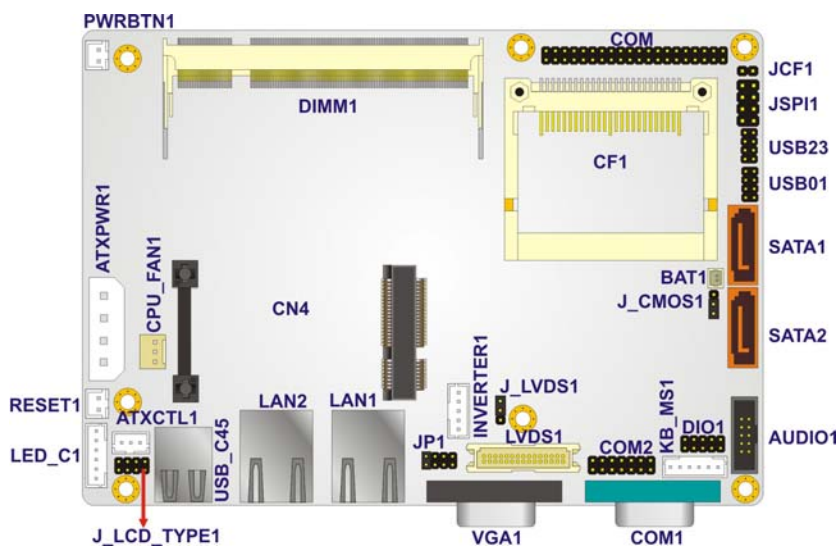 PWRBTN1
COM
JCF1
JSPI1
DIMM1
USB23
CF1
USB01
ATXPWR1
SATA1
CPU_FAN1
BAT1
J_CMOS1
CN4
SATA2
INVERTER1
J_LVDS1
RESET1
LAN2
LAN1
KB_MS1
ATXCTL1
DIO1
LED_C1
USB_C45
JP1
LVDS1
COM2
AUDIO1
J_LCD_TYPE1
VGA1
COM1